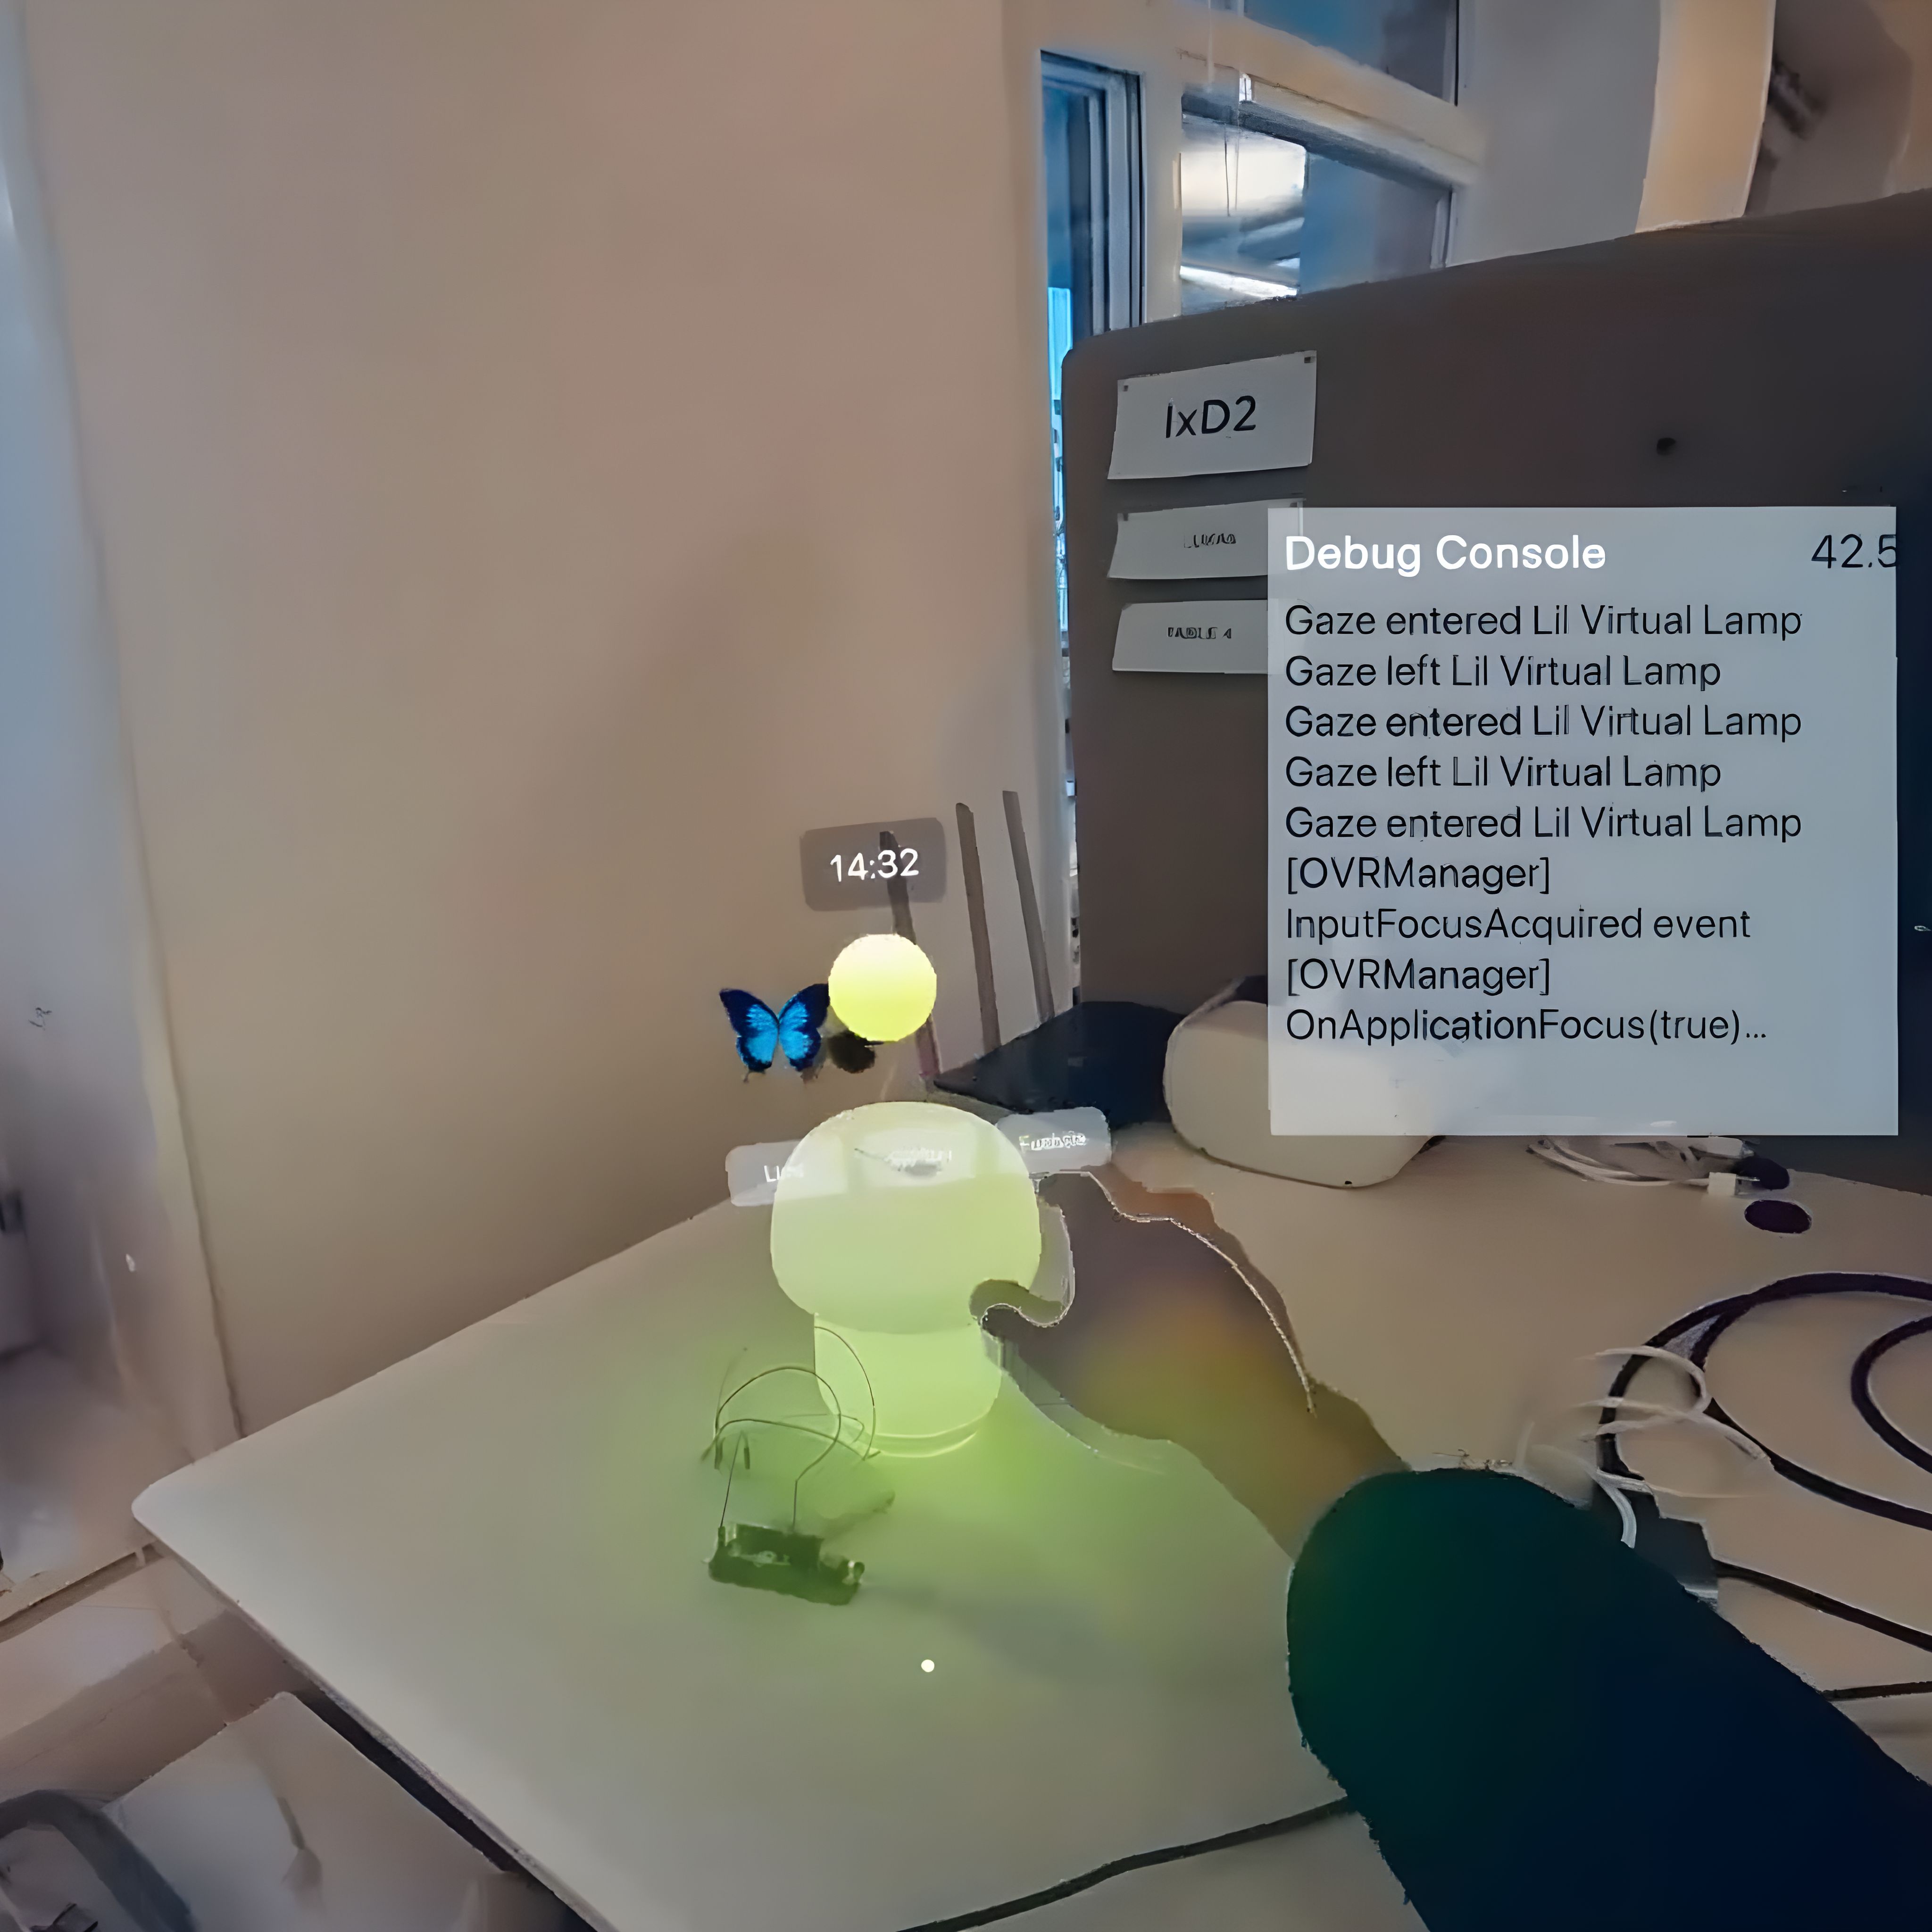 IxD2
Debug Console 42.5
Gaze entered Lil Virtual Lamp
Gaze left Lil Virtual Lamp
Gaze entered Lil Virtual Lamp
Gaze left Lil Virtual Lamp
Gaze entered Lil Virtual Lamp
[OVRManager]
InputFocusAcquired event
[OVRManager]
OnApplicationFocus(true)...
14:32